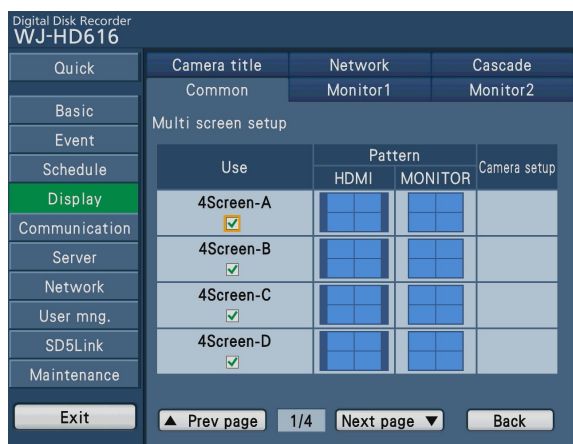 Digital Disk Recorder
WJ-HD616
Quick
Basic
Event
Schedule
Display
Communication
Server
Network
User mng.
SD5Link
Maintenance
Exit
Camera title Network Cascade
Common Monitor1 Monitor2
Multi screen setup
Use Pattern Camera setup
HDMI MONITOR
4Screen-A
4Screen-B
4Screen-C
4Screen-D
▲ Prev page 1/4 Next page ▼ Back